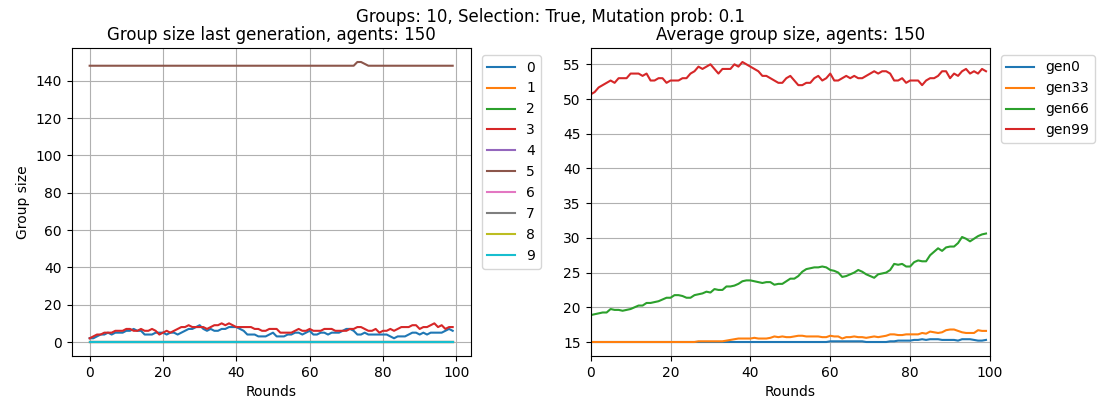 Groups: 10, Selection: True, Mutation prob: 0.1
Group size last generation, agents: 150
Group size
140
120
100
80
60
40
20
0
0 20 40 60 80 100
Rounds
0
1
2
3
4
5
6
7
8
9
Average group size, agents: 150
55
50
45
40
35
30
25
20
15
0 20 40 60 80 100
Rounds
gen0
gen33
gen66
gen99